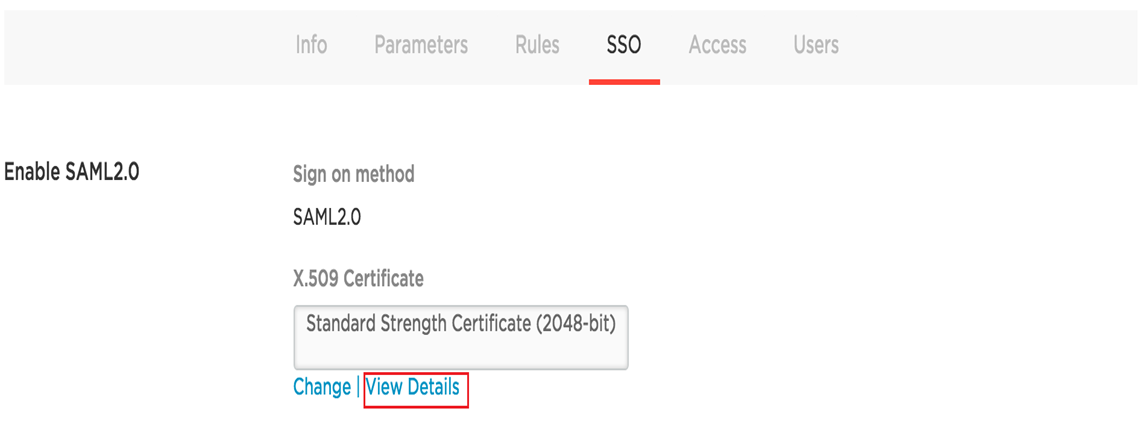 Info Parameters Rules SSO Access Users
Enable SAML2.0
Sign on method
SAML2.0
X.509 Certificate
Standard Strength Certificate (2048-bit)
Change | View Details